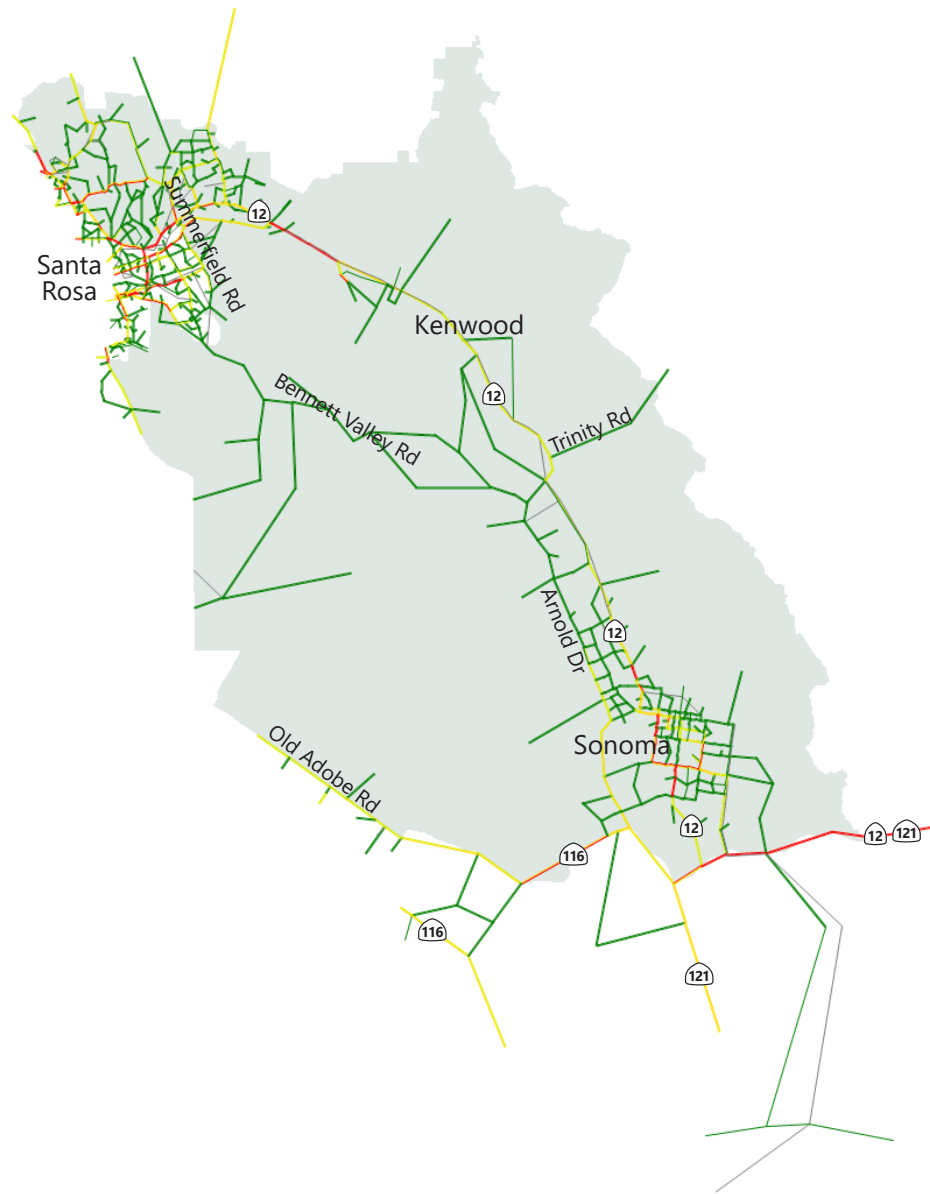 12
Summerfield Rd
Santa
Rosa
Kenwood
12
Bennett Valley Rd
Trinity Rd
Arnold Dr
12
Sonoma
Old Adobe Rd
12
12
121
116
116
121